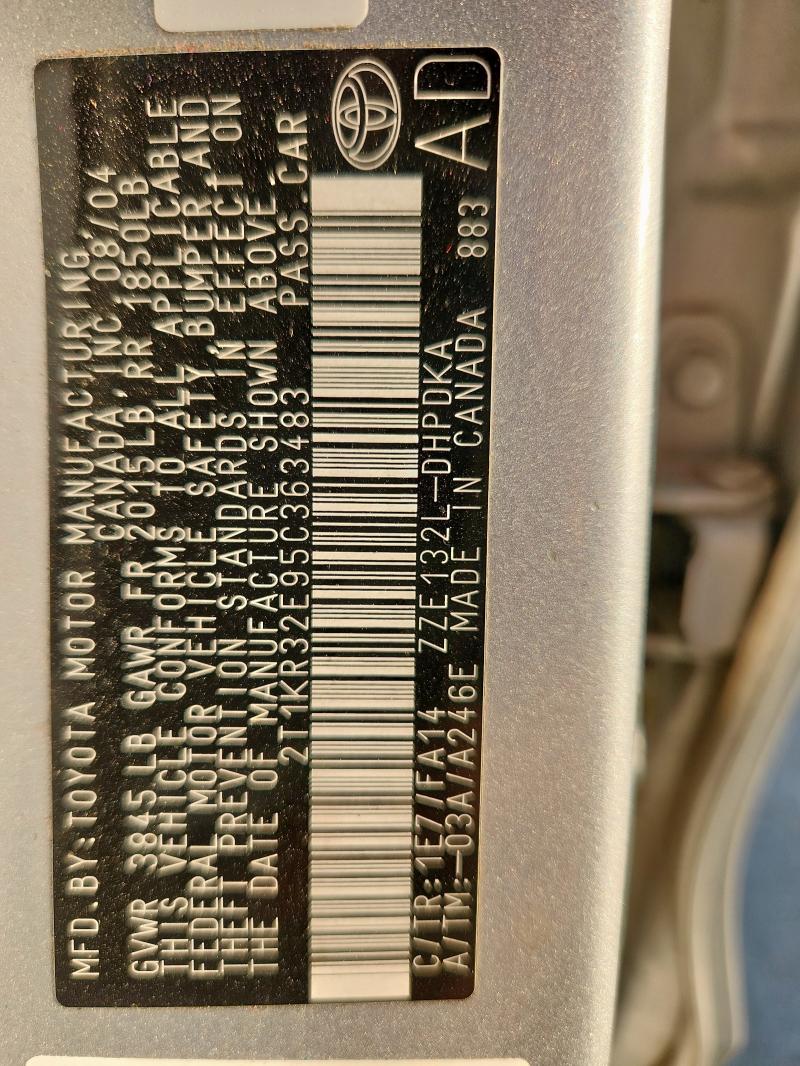 MFD.BY:TOYOTA MOTOR MANUFACTURING
CANADA, INC 08/04
GVWR 3845LB GAWR FR 2015LB RR 1850LB
THIS VEHICLE CONFORMS TO ALL APPLICABLE
FEDERAL MOTOR VEHICLE SAFETY, BUMPER AND
THEFT PREVENTION STANDARDS IN EFFECT ON
THE DATE OF MANUFACTURE SHOWN ABOVE.
2T1KR32E95C363483 PASS.CAR
C/TR:1E7/FA14 ZZE132L-DHPDKA
A/TM:-03A/A246E MADE IN CANADA 883
AD